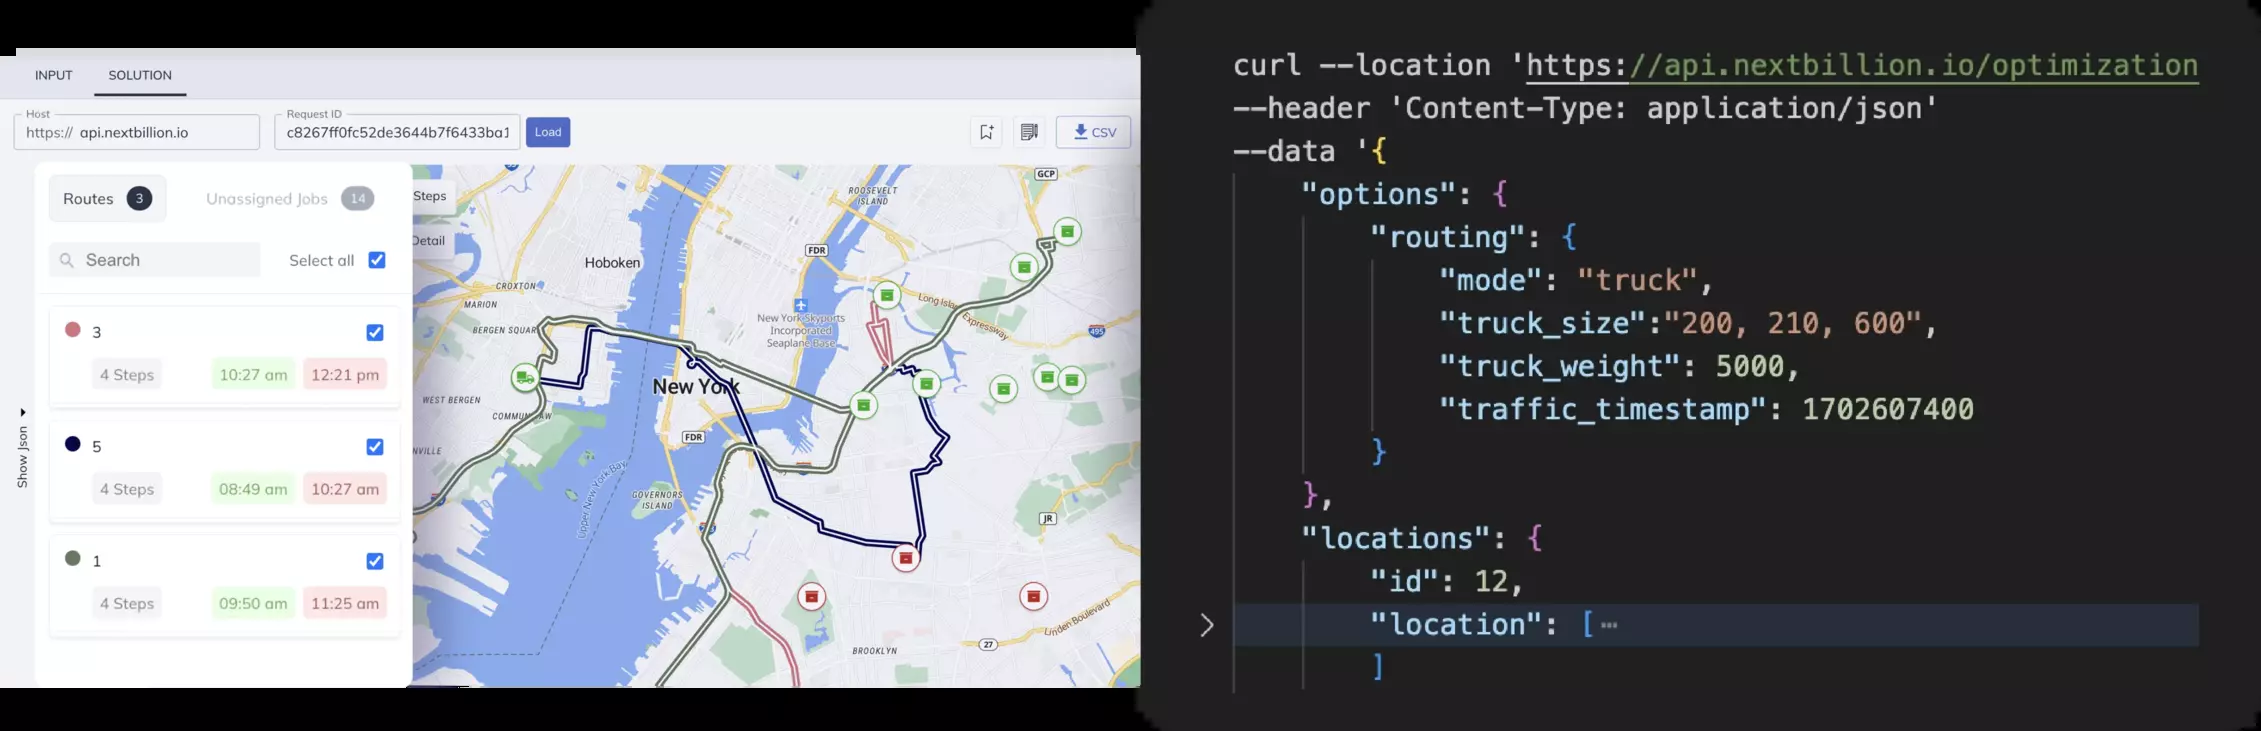 INPUT
SOLUTION
Host
https:// api.nextbillion.io
Request ID
c8267ff0fc52de3644b7f6433ba1
Load
CSV
Routes 3
Unassigned Jobs 14
Search
Select all
3
4 Steps 10:27 am 12:21 pm
5
4 Steps 08:49 am 10:27 am
1
4 Steps 09:50 am 11:25 am
Show Json
Steps
Detail
Hoboken
CROXTON
MARION
BERGEN SQUAR
WEST BERGEN
COMMUN AW
NVILLE
New York
FDR
FDR
ROOSEVELT
ISLAND
GCP
New York Skyports
Incorporated
Seaplane Base
Long Isl
Expressway
495
Upper New York Bay
GOVERNORS
ISLAND
JR
27
Linden Boulevard
BROOKLYN
curl --location 'https://api.nextbillion.io/optimization
--header 'Content-Type: application/json'
--data '{
"options": {
"routing": {
"mode": "truck",
"truck_size":"200, 210, 600",
"truck_weight": 5000,
"traffic_timestamp": 1702607400
}
},
"locations": {
"id": 12,
"location": [ ⋯
]